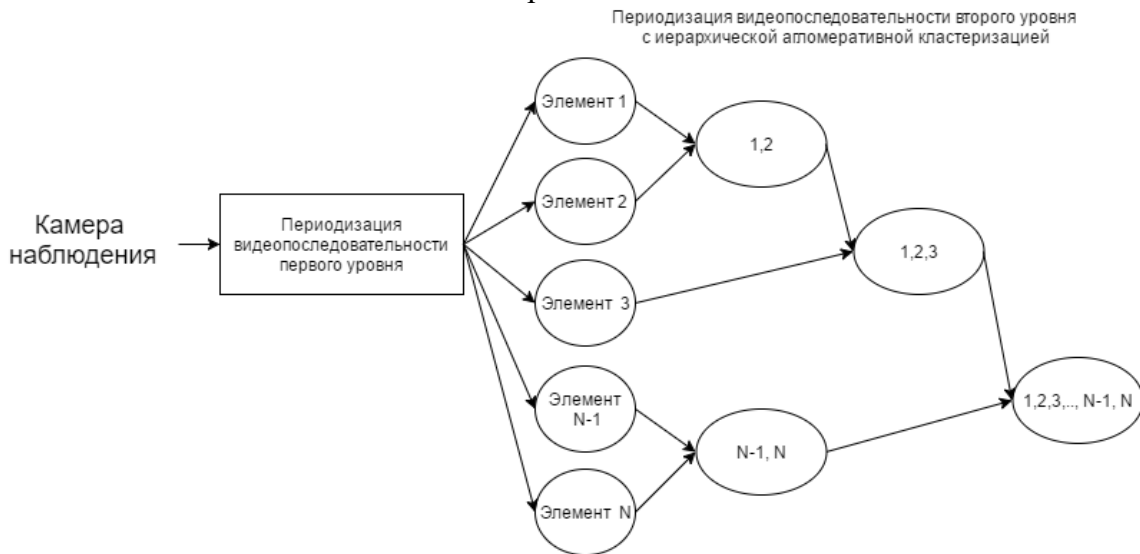 Периодизация видеопоследовательности второго уровня
с иерархической агломеративной кластеризацией
Элемент 1
1,2
Элемент 2
Камера
наблюдения
Периодизация
видеопоследовательности
первого уровня
1,2,3
Элемент 3
Элемент
N-1
1,2,3,.., N-1, N
N-1, N
Элемент N